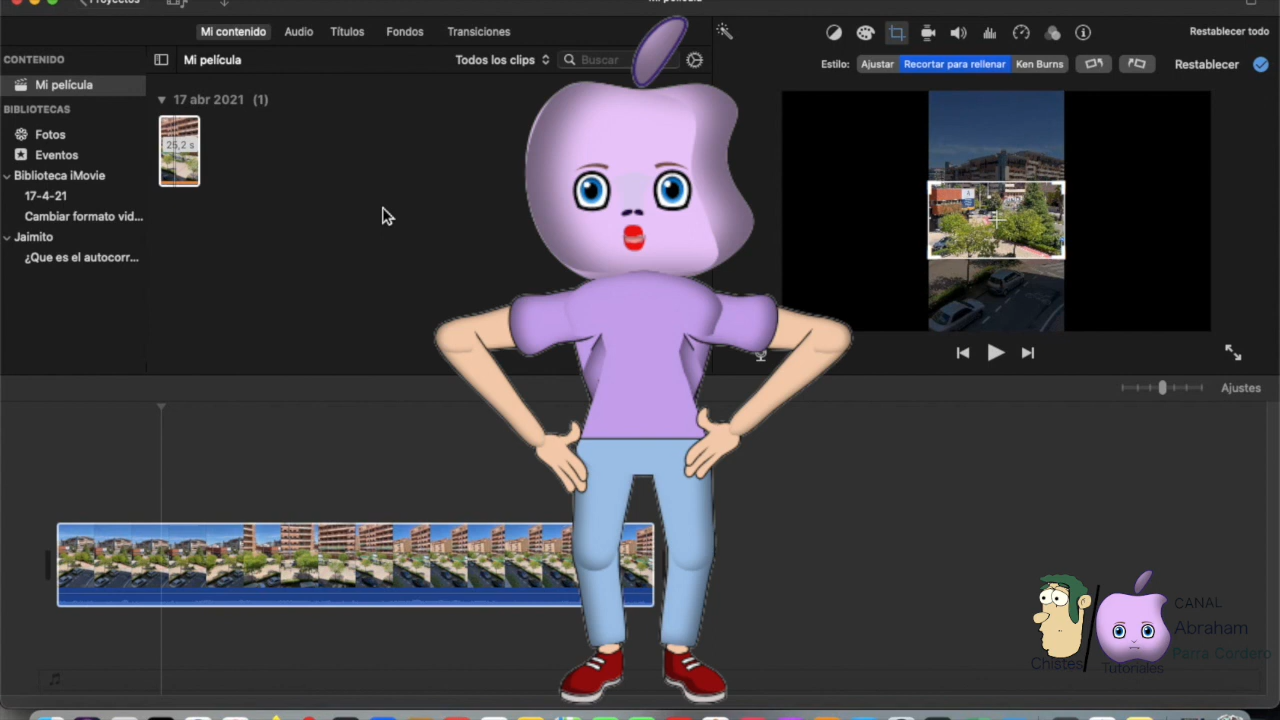 Proyectos
Mi película
Mi contenido Audio Títulos Fondos Transiciones
Restablecer todo
CONTENIDO
Mi película
Todos los clips
Buscar
Estilo: Ajustar Recortar para rellenar Ken Burns
Restablecer
Mi película
BIBLIOTECAS
17 abr 2021 (1)
Fotos
25,2 s
Eventos
Biblioteca iMovie
17-4-21
Cambiar formato vid...
Jaimito
¿Que es el autocorr...
Ajustes
CANAL
Abraham
Parra Cordero
Chistes
Tutoriales